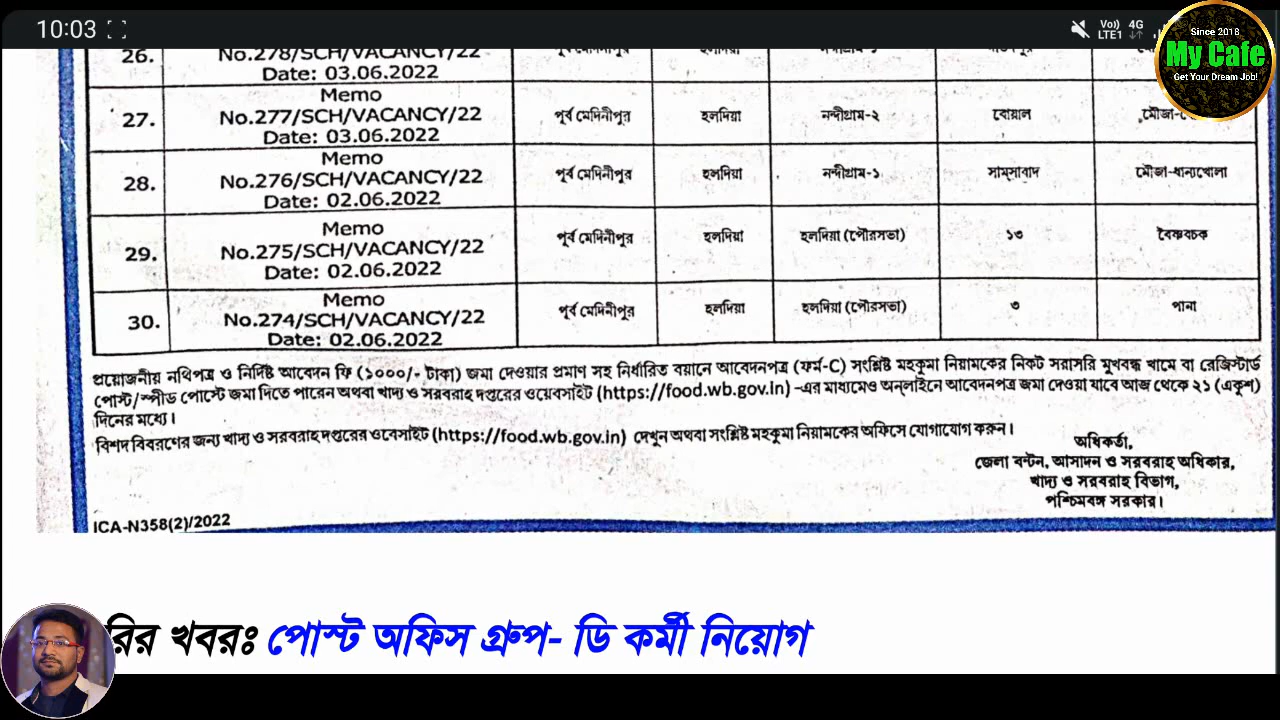 10:03
Vo)) 4G
LTE1
Since 2018
My Cafe
Get Your Dream Job!
26.
No.278/SCH/VACANCY/22
Date: 03.06.2022
পূর্ব মেদিনীপুর
হলদিয়া
নন্দীগ্রাম-১
27.
Memo
No.277/SCH/VACANCY/22
Date: 03.06.2022
পূর্ব মেদিনীপুর
হলদিয়া
নন্দীগ্রাম-২
বোয়াল
28.
Memo
No.276/SCH/VACANCY/22
Date: 02.06.2022
পূর্ব মেদিনীপুর
হলদিয়া
নন্দীগ্রাম-১
সাম্সাবাদ
মৌজা-ধান্যখোলা
29.
Memo
No.275/SCH/VACANCY/22
Date: 02.06.2022
পূর্ব মেদিনীপুর
হলদিয়া
হলদিয়া (পৌরসভা)
১৩
বৈষ্ণবচক
30.
Memo
No.274/SCH/VACANCY/22
Date: 02.06.2022
পূর্ব মেদিনীপুর
হলদিয়া
হলদিয়া (পৌরসভা)
৩
পানা
প্রয়োজনীয় নথিপত্র ও নির্দিষ্ট আবেদন ফি (১০০০/- টাকা) জমা দেওয়ার প্রমাণ সহ নির্ধারিত বয়ানে আবেদনপত্র (ফর্ম-C) সংশ্লিষ্ট মহকুমা নিয়ামকের নিকট সরাসরি মুখবন্ধ খামে বা রেজিস্টার্ড
পোস্ট/স্পীড পোস্টে জমা দিতে পারেন অথবা খাদ্য ও সরবরাহ দপ্তরের ওয়েবসাইট (https://food.wb.gov.in) -এর মাধ্যমেও অন্‌লাইনে আবেদনপত্র জমা দেওয়া যাবে আজ থেকে ২১ (একুশ)
দিনের মধ্যে।
বিশদ বিবরণের জন্য খাদ্য ও সরবরাহ দপ্তরের ওবেসাইট (https://food.wb.gov.in) দেখুন অথবা সংশ্লিষ্ট মহকুমা নিয়ামকের অফিসে যোগাযোগ করুন।
অধিকর্তা,
জেলা বন্টন, আসাদন ও সরবরাহ অধিকার,
খাদ্য ও সরবরাহ বিভাগ,
পশ্চিমবঙ্গ সরকার।
ICA-N358(2)/2022
রির খবরঃ পোস্ট অফিস গ্রুপ- ডি কর্মী নিয়োগ